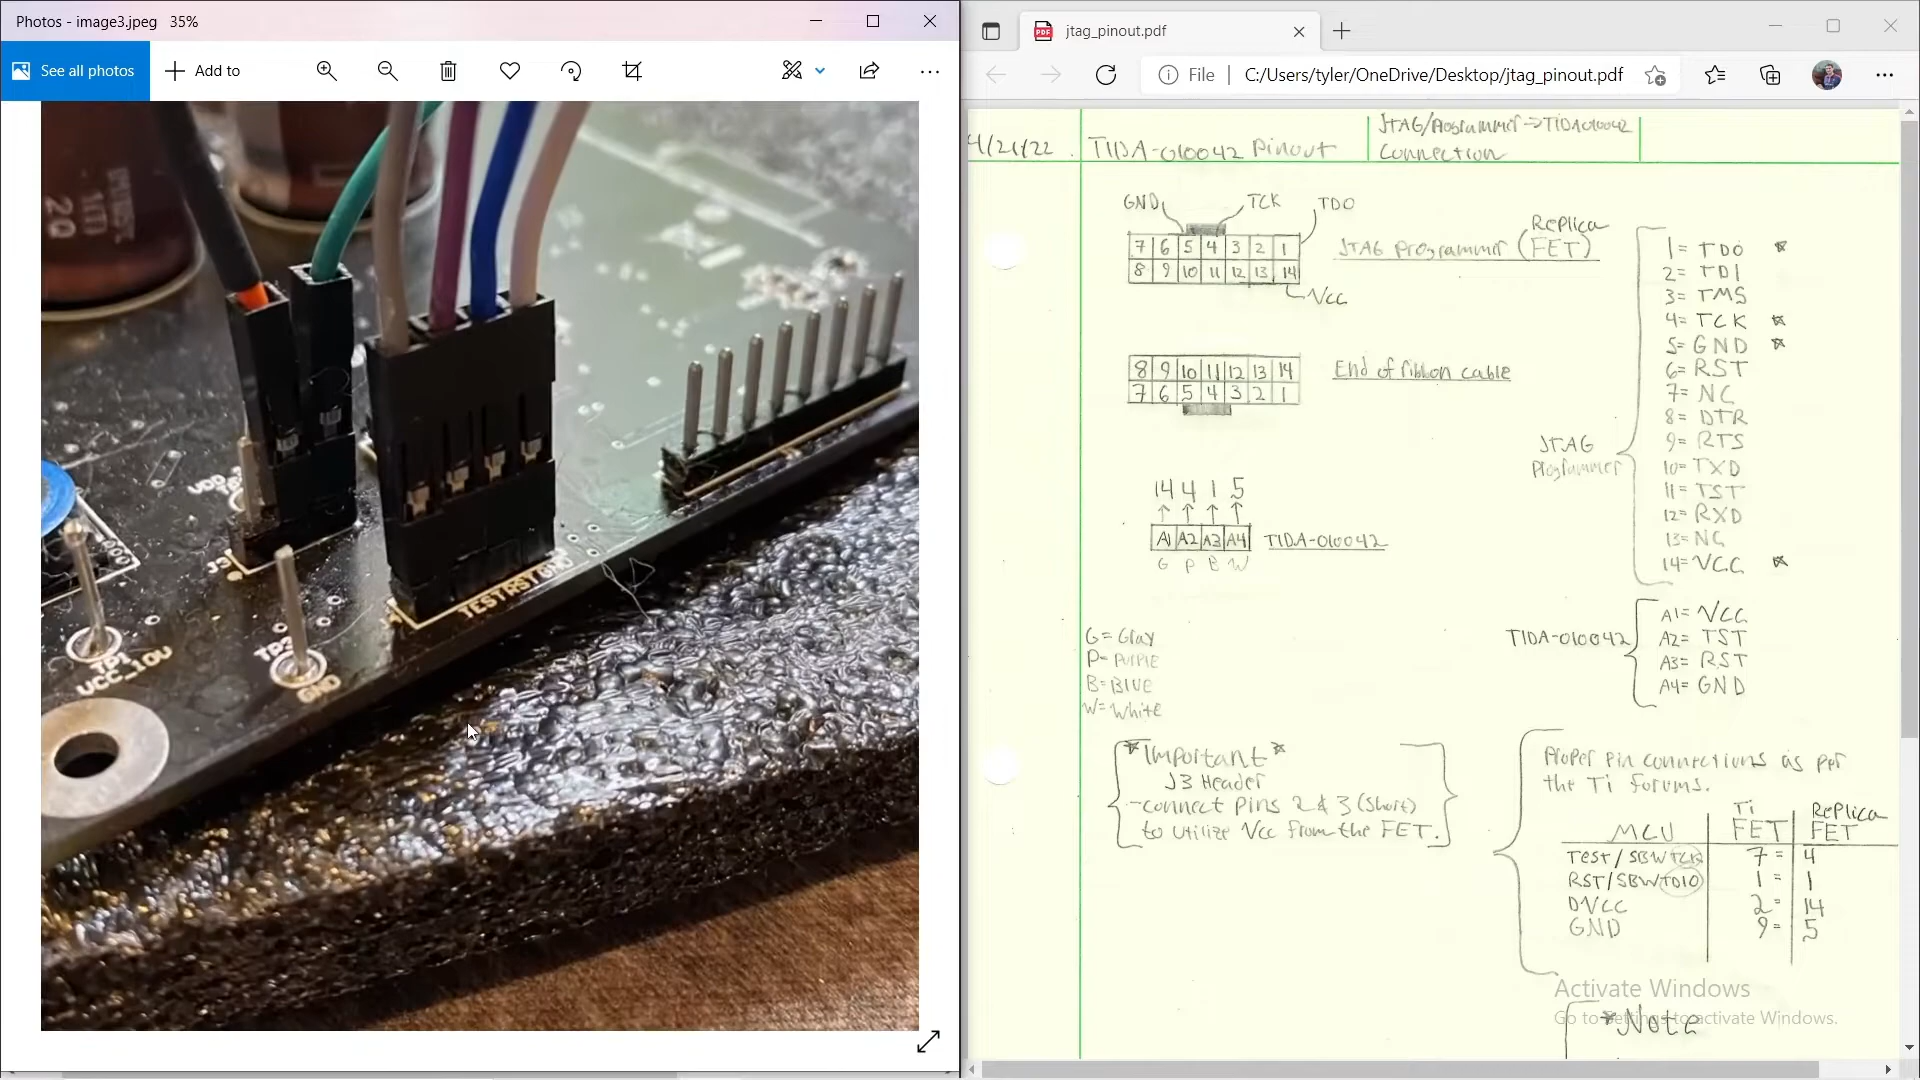 Photos - image3.jpeg 35%
See all photos
Add to
20
J3
TESTRSTGND
TP1
VCC_10V
TP3
GND
jtag_pinout.pdf
File C:/Users/tyler/OneDrive/Desktop/jtag_pinout.pdf
4/21/22
TIDA-010042 Pinout
JTAG/Programmer→TIDA010042
Connection
GND TCK TDO
7 6 5 4 3 2 1
8 9 10 11 12 13 14
JTAG Programmer (Replica
FET)
VCC
8 9 10 11 12 13 14
7 6 5 4 3 2 1
End of ribbon cable
14 4 1 5
A1 A2 A3 A4 TIDA-010042
G P B W
G= Gray
P= PURPLE
B= BLUE
W= White
*Important*
J3 Header
-connect pins 2 & 3 (short)
to utilize Vcc from the FET.
JTAG
Programmer
1= TDO *
2= TDI
3= TMS
4= TCK *
5= GND *
6= RST
7= NC
8= DTR
9= RTS
10= TXD
11= TST
12= RXD
13= NC
14= VCC *
TIDA-010042
A1= VCC
A2= TST
A3= RST
A4= GND
Proper pin connections as per
the Ti forums.
MCU Ti FET Replica FET
TEST/SBWTCK 7 = 4
RST/SBWTDIO 1 = 1
DVCC 2 = 14
GND 9 = 5
*Note
Activate Windows
Go to Settings to activate Windows.